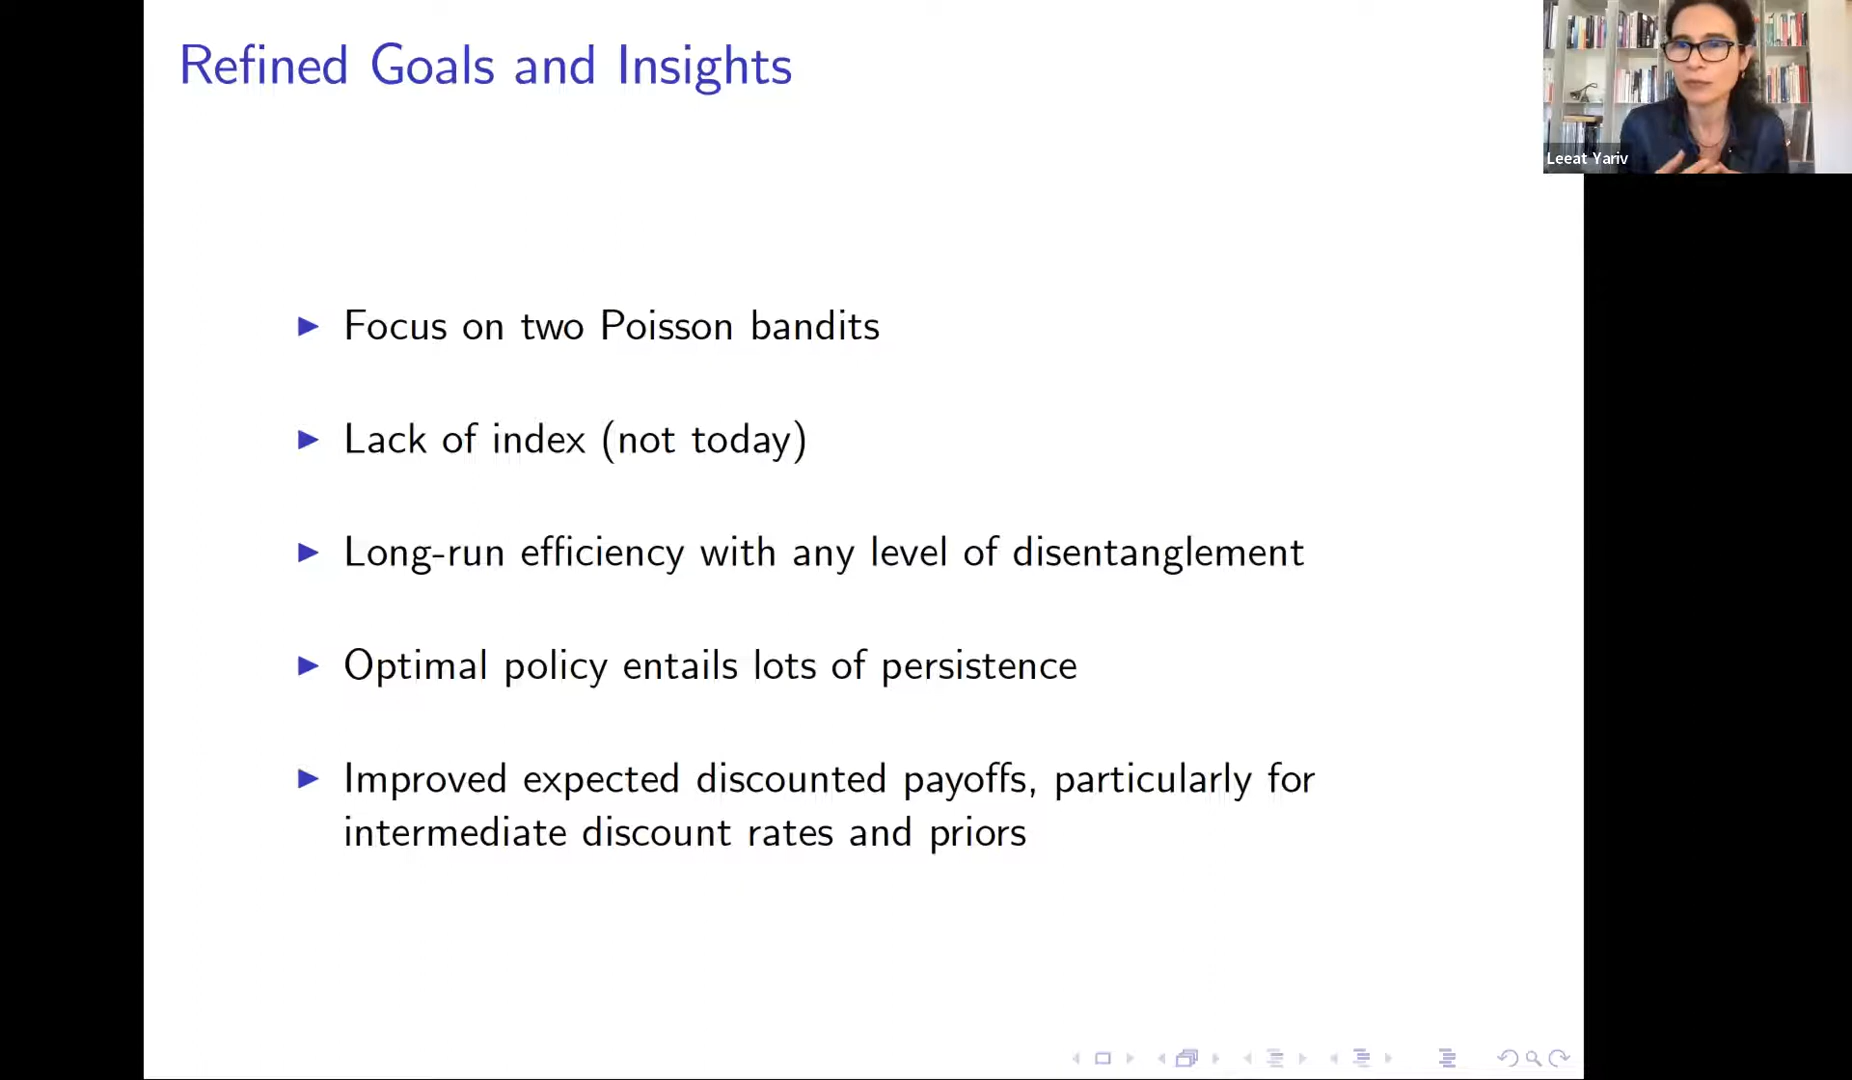 Refined Goals and Insights
Leeat Yariv
Focus on two Poisson bandits
Lack of index (not today)
Long-run efficiency with any level of disentanglement
Optimal policy entails lots of persistence
Improved expected discounted payoffs, particularly for
intermediate discount rates and priors